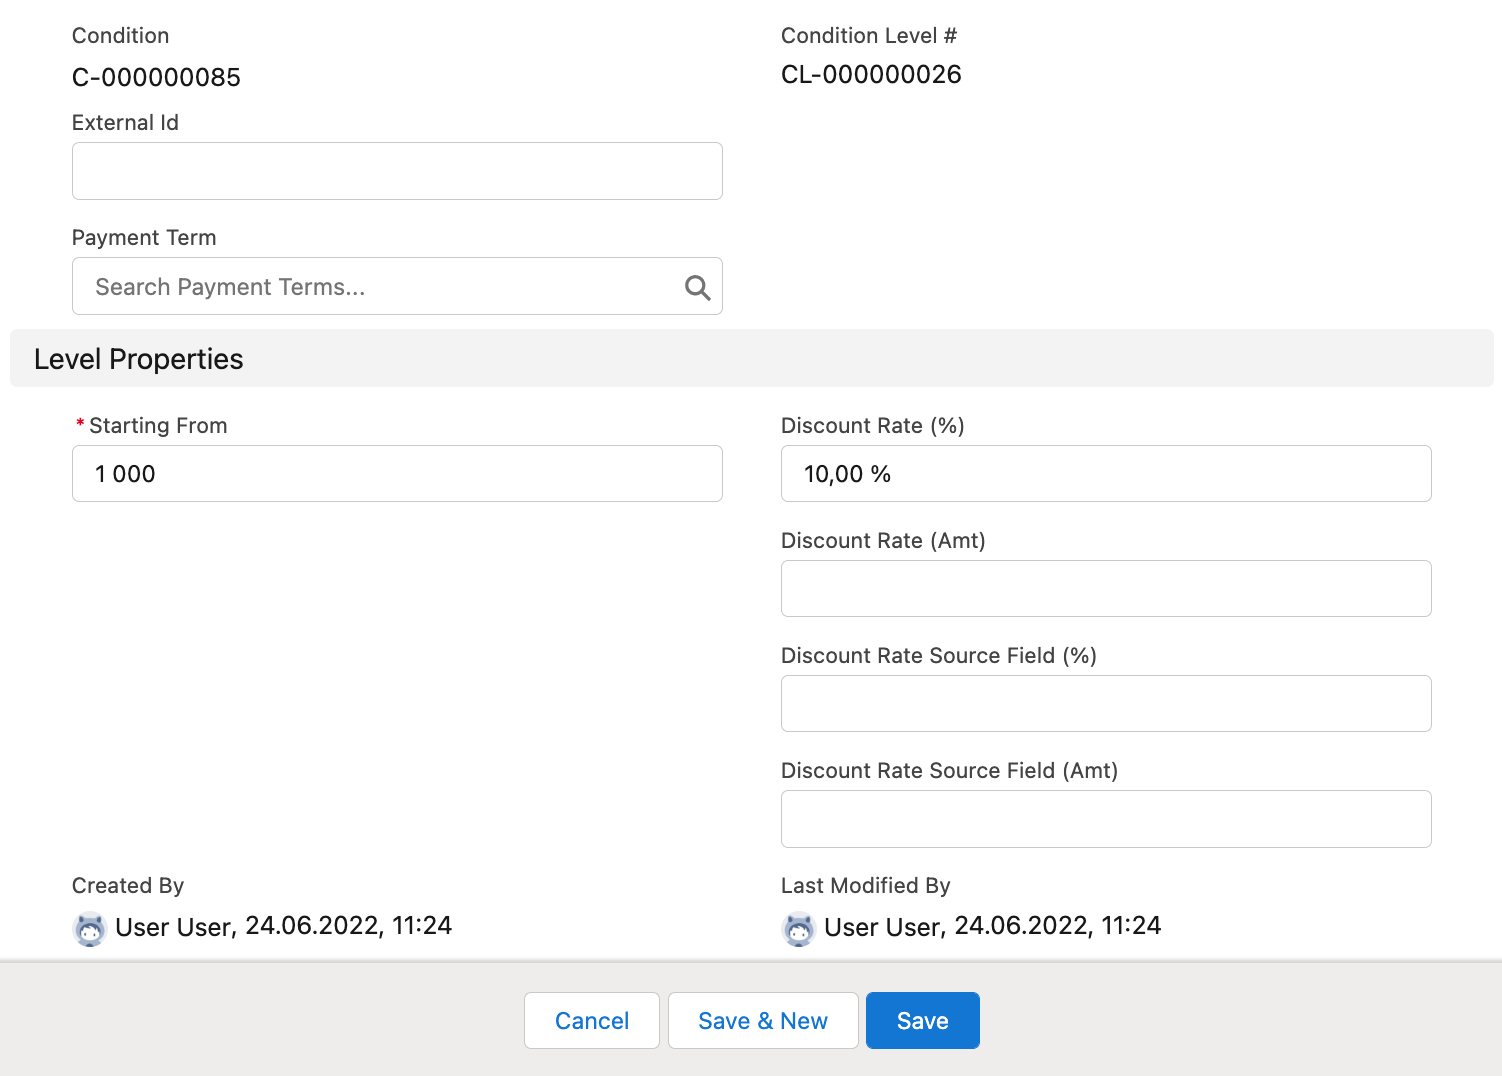 Condition
C-000000085
Condition Level #
CL-000000026
External Id
Payment Term
Search Payment Terms...
Level Properties
* Starting From
1 000
Discount Rate (%)
10,00 %
Discount Rate (Amt)
Discount Rate Source Field (%)
Discount Rate Source Field (Amt)
Created By
User User, 24.06.2022, 11:24
Last Modified By
User User, 24.06.2022, 11:24
Cancel
Save & New
Save